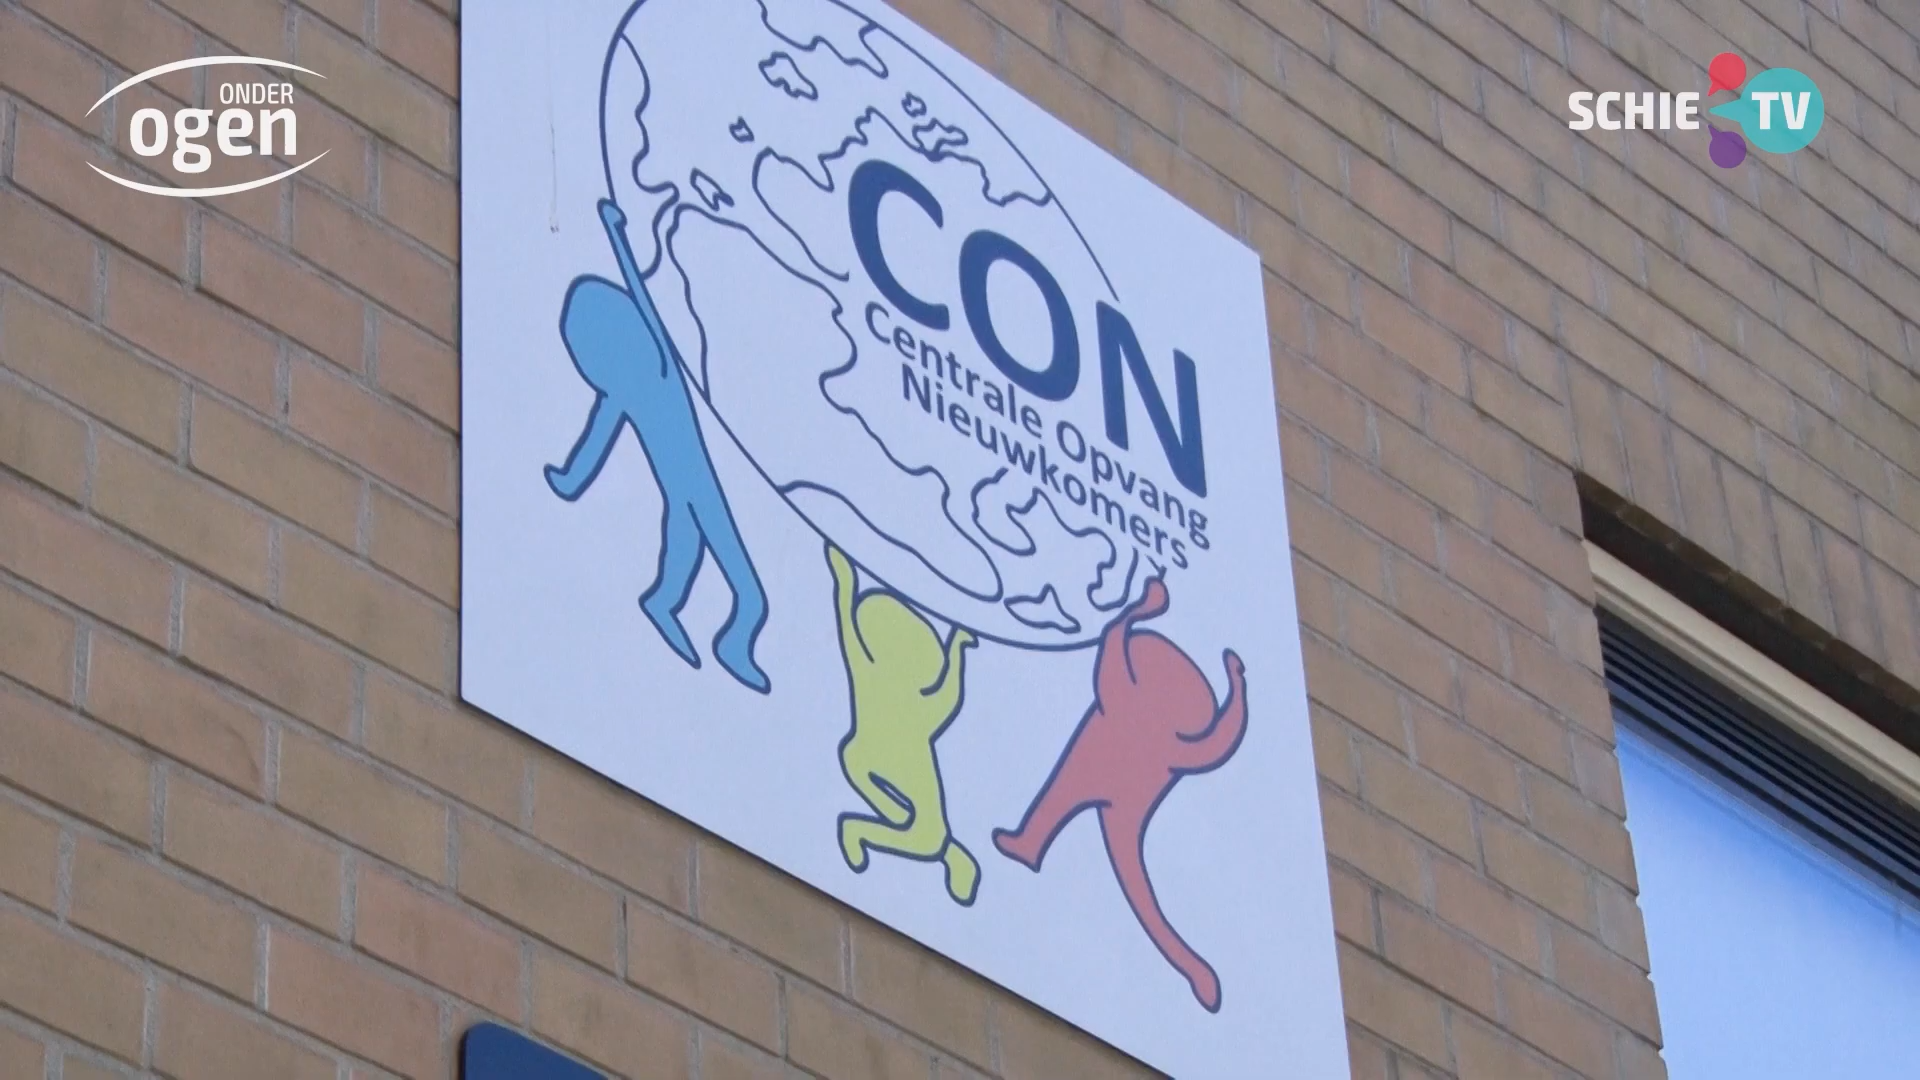 ONDER
ogen
SCHIE TV
CON
Centrale Opvang
Nieuwkomers